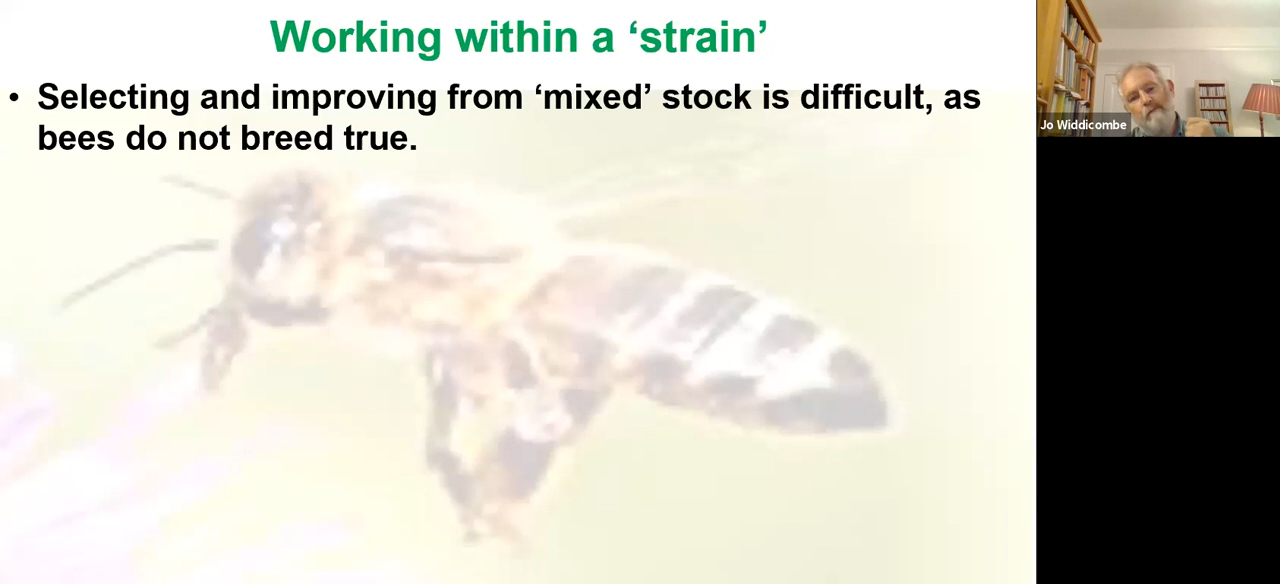 Working within a ‘strain’
• Selecting and improving from ‘mixed’ stock is difficult, as
bees do not breed true.
Jo Widdicombe